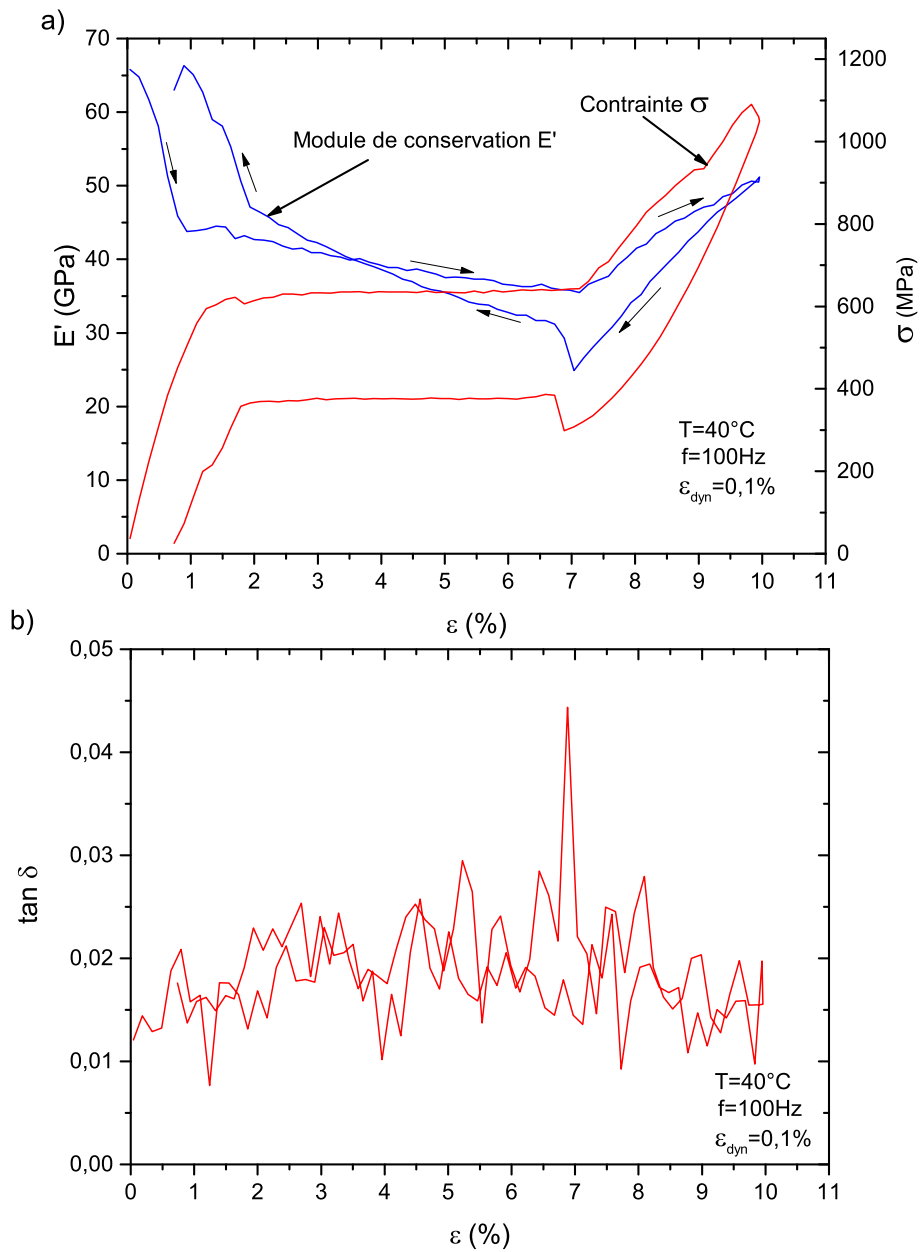 a)
70
60
50
40
30
20
10
0
E' (GPa)
1200
1000
800
600
400
200
0
σ (MPa)
Contrainte σ
Module de conservation E'
T=40°C
f=100Hz
εdyn=0,1%
0 1 2 3 4 5 6 7 8 9 10 11
ε (%)
b)
0,05
0,04
0,03
0,02
0,01
0,00
tan δ
T=40°C
f=100Hz
εdyn=0,1%
0 1 2 3 4 5 6 7 8 9 10 11
ε (%)